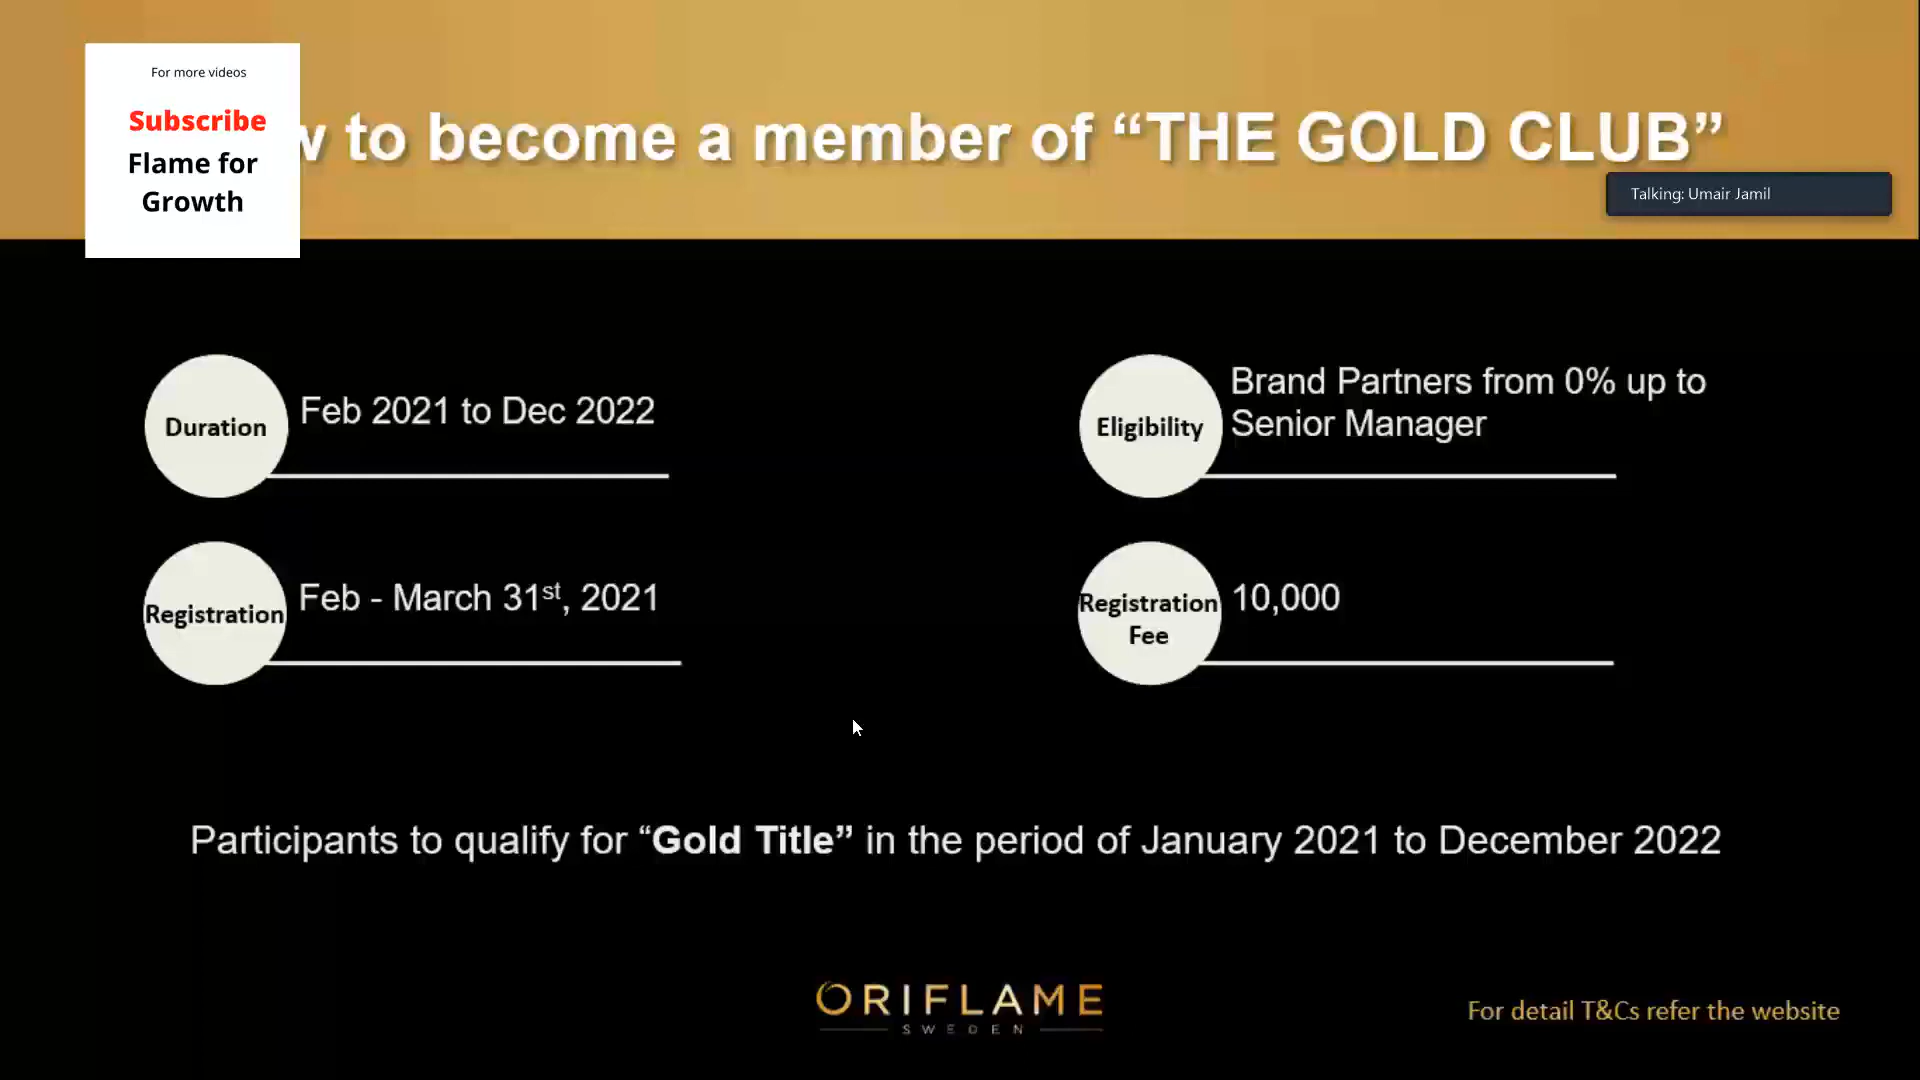 For more videos
Subscribe
Flame for
Growth
w to become a member of “THE GOLD CLUB”
Talking: Umair Jamil
Duration
Feb 2021 to Dec 2022
Eligibility
Brand Partners from 0% up to
Senior Manager
Registration
Feb - March 31st, 2021
Registration
Fee
10,000
Participants to qualify for “Gold Title” in the period of January 2021 to December 2022
ORIFLAME
SWEDEN
For detail T&Cs refer the website